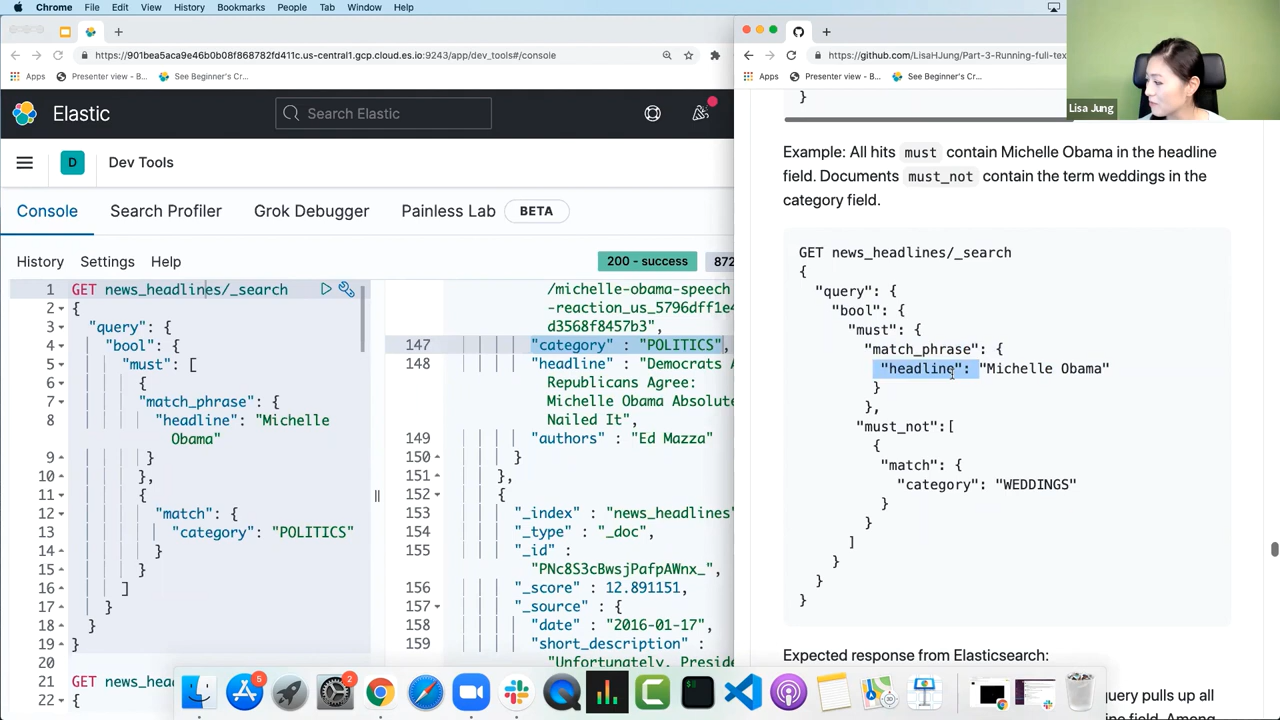 Chrome File Edit View History Bookmarks People Tab Window Help
https://901bea5aca9e46b0b08f868782fd411c.us-central1.gcp.cloud.es.io:9243/app/dev_tools#/console
Apps Presenter view - B... See Beginner's Cr...
Elastic
Search Elastic
D
Dev Tools
Console
Search Profiler
Grok Debugger
Painless Lab
BETA
History
Settings
Help
200 - success
872
1 GET news_headlines/_search
2 {
3 "query": {
4 "bool": {
5 "must": [
6 {
7 "match_phrase": {
8 "headline": "Michelle
Obama"
9 }
10 },
11 {
12 "match": {
13 "category": "POLITICS"
14 }
15 }
16 ]
17 }
18 }
19 }
20
21 GET news_hea
22 {
/michelle-obama-speech
-reaction_us_5796dff1e4
d3568f8457b3",
147 "category" : "POLITICS",
148 "headline" : "Democrats A
Republicans Agree:
Michelle Obama Absolute
Nailed It",
149 "authors" : "Ed Mazza"
150 }
151 },
152 {
153 "_index" : "news_headlines"
154 "_type" : "_doc",
155 "_id" :
"PNc8S3cBwsjPafpAWnx_",
156 "_score" : 12.891151,
157 "_source" : {
158 "date" : "2016-01-17",
159 "short_description" :
"Unfortunately, Preside
https://github.com/LisaHJung/Part-3-Running-full-tex
Apps Presenter view - B... See Beginner's Cr...
Lisa Jung
}
Example: All hits must contain Michelle Obama in the headline
field. Documents must_not contain the term weddings in the
category field.
GET news_headlines/_search
{
"query": {
"bool": {
"must": {
"match_phrase": {
"headline": "Michelle Obama"
}
},
"must_not":[
{
"match": {
"category": "WEDDINGS"
}
}
]
}
}
}
Expected response from Elasticsearch:
query pulls up all
ine field. Among
5
2